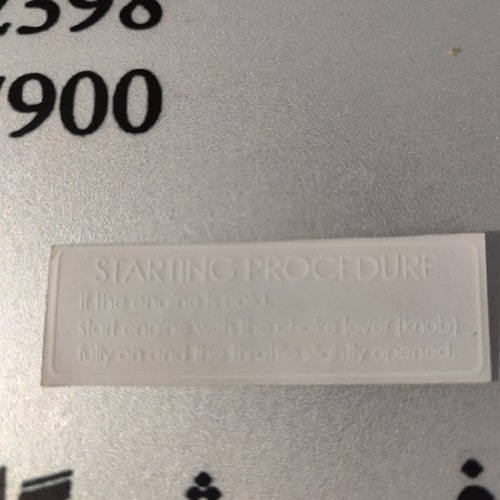 2398
7900
STARTING PROCEDURE
If the engine is cold.
start engine with the choke lever (knob)
fully on and the throttle slightly opened.